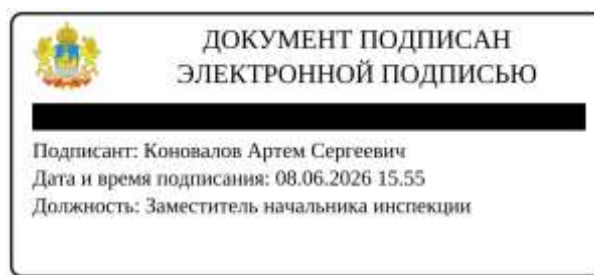 ДОКУМЕНТ ПОДПИСАН
ЭЛЕКТРОННОЙ ПОДПИСЬЮ
Подписант: Коновалов Артем Сергеевич
Дата и время подписания: 08.06.2026 15.55
Должность: Заместитель начальника инспекции